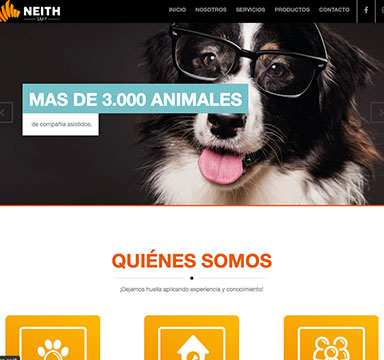 NEITH
SMP
INICIO NOSOTROS SERVICIOS PRODUCTOS CONTACTO
MAS DE 3.000 ANIMALES
de compañia asistidos.
QUIÉNES SOMOS
¡Dejamos huella aplicando experiencia y conocimiento!